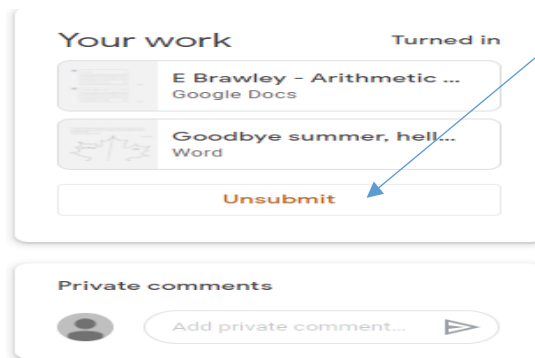 Your work Turned in
E Brawley - Arithmetic ...
Google Docs
Goodbye summer, hell...
Word
Unsubmit
Private comments
Add private comment...